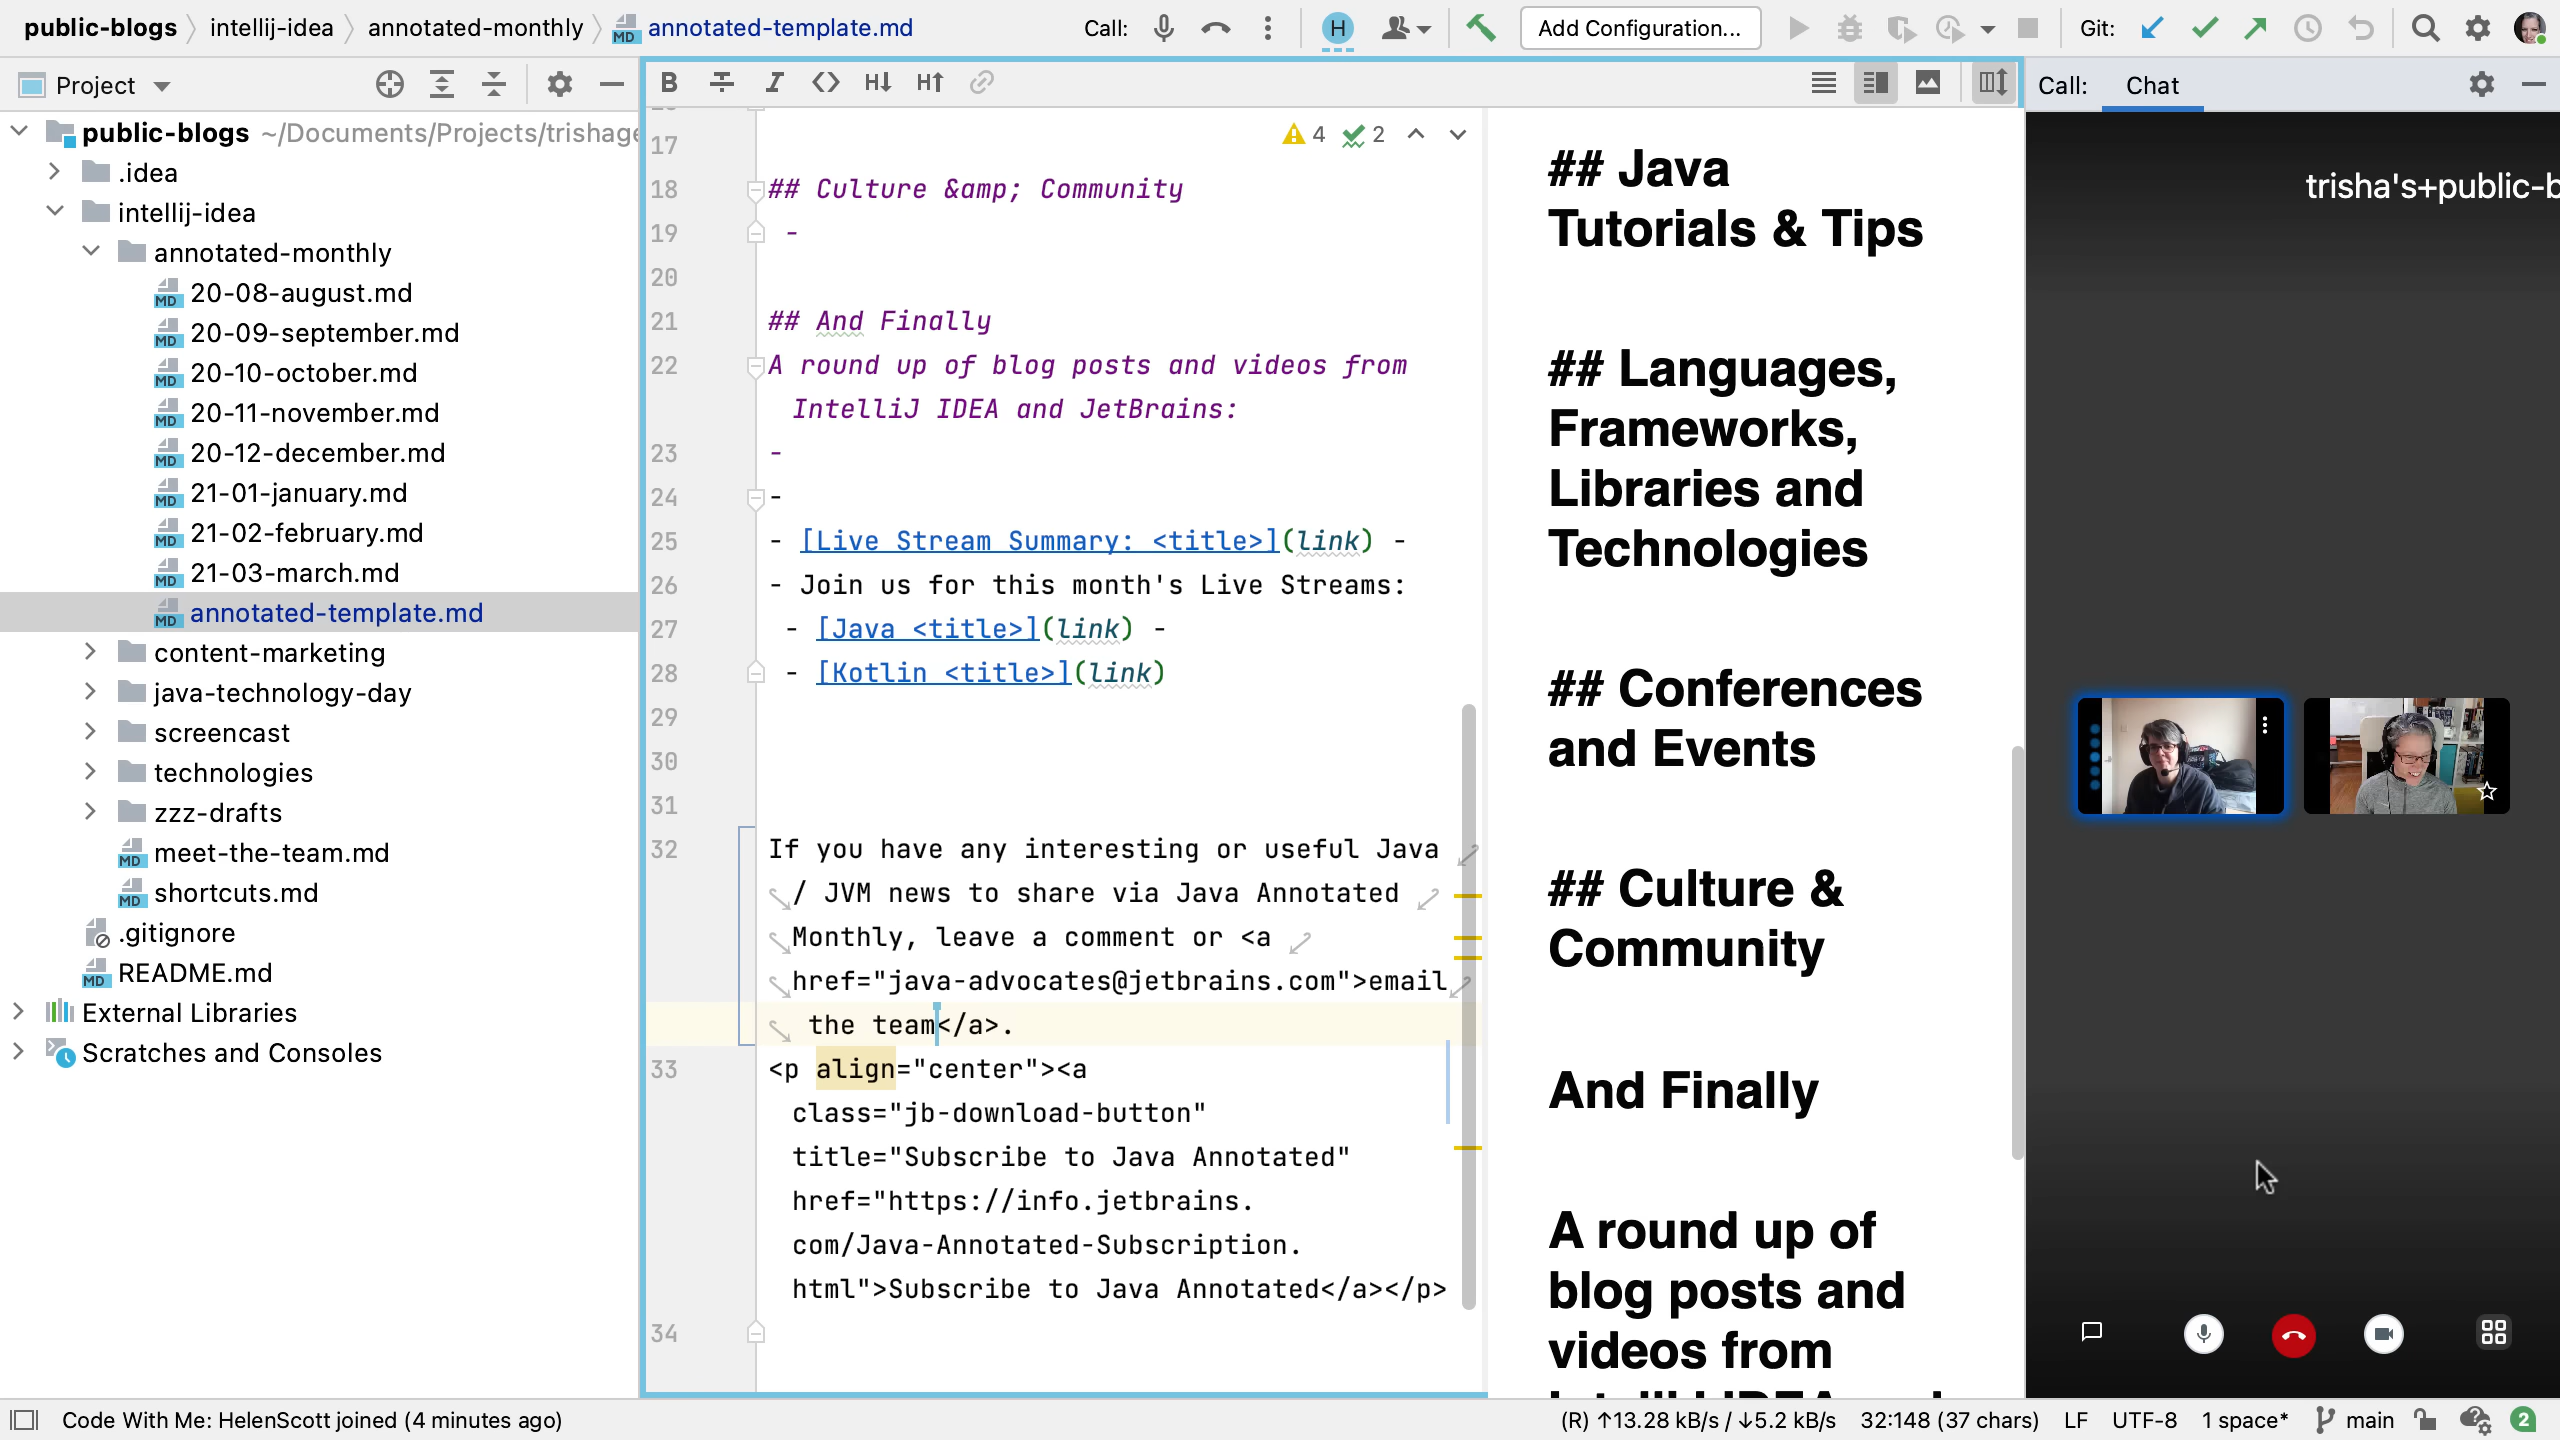 public-blogs intellij-idea annotated-monthly annotated-template.md Call: H Add Configuration... Git:
Project
public-blogs ~/Documents/Projects/trishage
.idea
intellij-idea
annotated-monthly
20-08-august.md
20-09-september.md
20-10-october.md
20-11-november.md
20-12-december.md
21-01-january.md
21-02-february.md
21-03-march.md
annotated-template.md
content-marketing
java-technology-day
screencast
technologies
zzz-drafts
meet-the-team.md
shortcuts.md
.gitignore
README.md
External Libraries
Scratches and Consoles
B I <> H↓ H↑
4 2
17
18 ## Culture &amp; Community
19 -
20
21 ## And Finally
22 A round up of blog posts and videos from
IntelliJ IDEA and JetBrains:
23 -
24 -
25 - [Live Stream Summary: <title>](link) -
26 - Join us for this month's Live Streams:
27 - [Java <title>](link) -
28 - [Kotlin <title>](link)
29
30
31
32 If you have any interesting or useful Java
/ JVM news to share via Java Annotated
Monthly, leave a comment or <a
href="java-advocates@jetbrains.com">email
the team</a>.
33 <p align="center"><a
class="jb-download-button"
title="Subscribe to Java Annotated"
href="https://info.jetbrains.
com/Java-Annotated-Subscription.
html">Subscribe to Java Annotated</a></p>
34
## Java
Tutorials & Tips
## Languages,
Frameworks,
Libraries and
Technologies
## Conferences
and Events
## Culture &
Community
And Finally
A round up of
blog posts and
videos from
Call: Chat
trisha's+public-b
Code With Me: HelenScott joined (4 minutes ago) (R) ↑13.28 kB/s / ↓5.2 kB/s 32:148 (37 chars) LF UTF-8 1 space* main 2